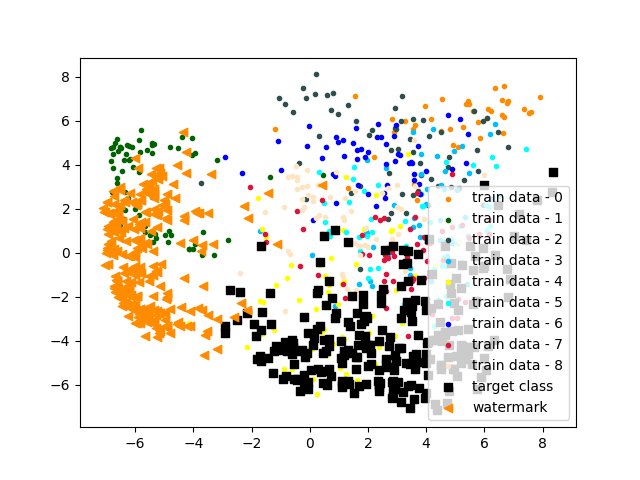 8
6
4
2
0
−2
−4
−6
−6
−4
−2
0
2
4
6
8
train data - 0
train data - 1
train data - 2
train data - 3
train data - 4
train data - 5
train data - 6
train data - 7
train data - 8
target class
watermark